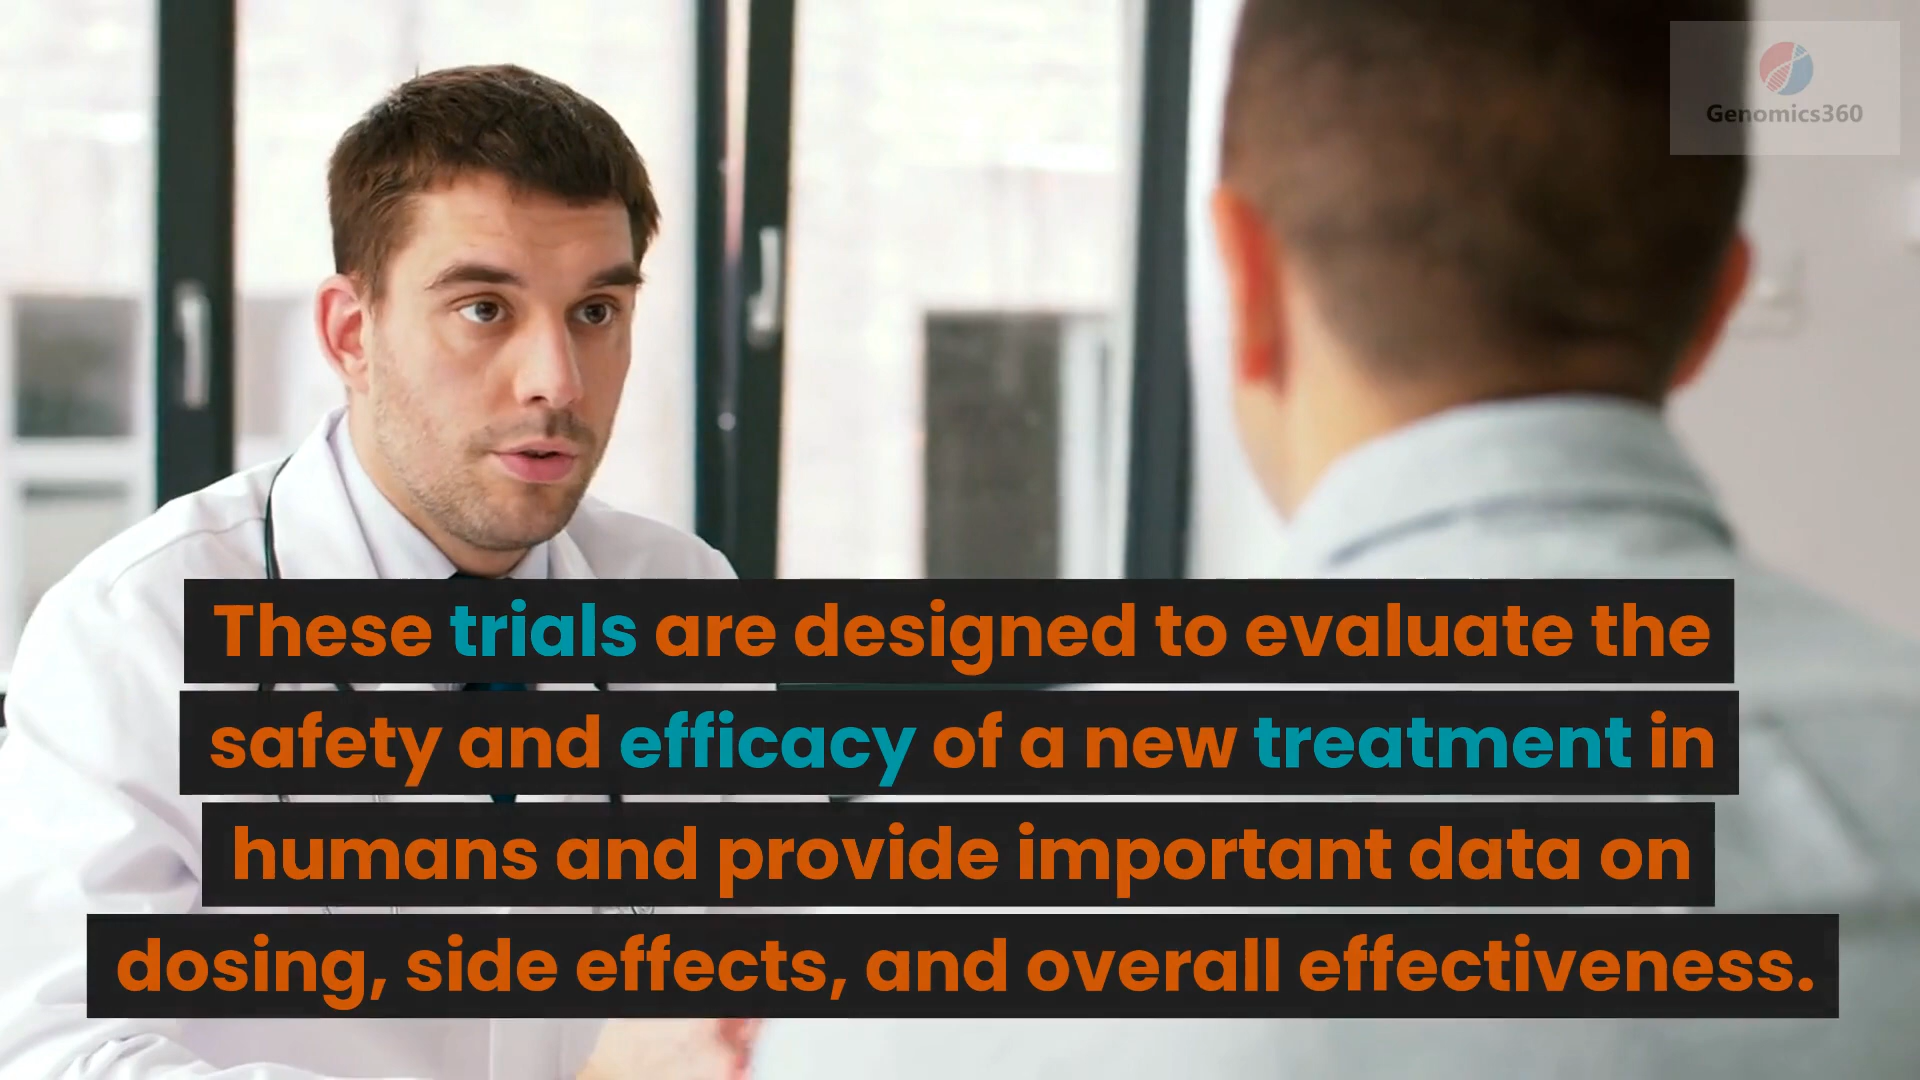 Genomics360
These trials are designed to evaluate the
safety and efficacy of a new treatment in
humans and provide important data on
dosing, side effects, and overall effectiveness.